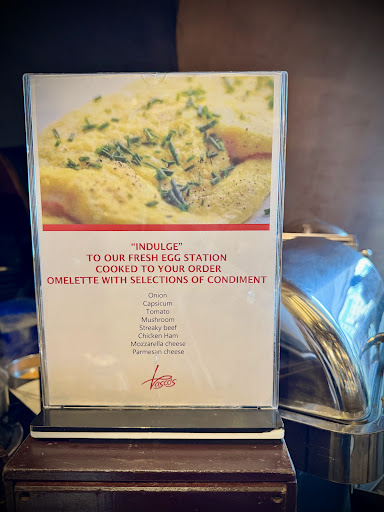 “INDULGE”
TO OUR FRESH EGG STATION
COOKED TO YOUR ORDER
OMELETTE WITH SELECTIONS OF CONDIMENT
Onion
Capsicum
Tomato
Mushroom
Streaky beef
Chicken Ham
Mozzarella cheese
Parmesan cheese
Vasco's